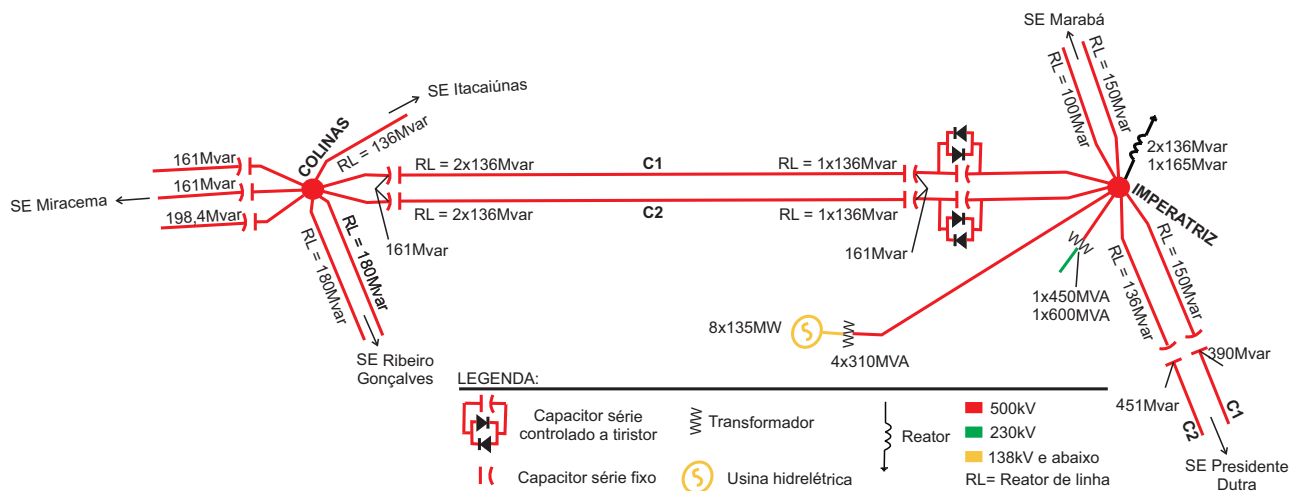 SE Marabá
RL = 100Mvar
RL = 150Mvar
2x136Mvar
1x165Mvar
IMPERATRIZ
SE Itacaiúnas
COLINAS
RL = 136Mvar
161Mvar
161Mvar
198,4Mvar
SE Miracema
RL = 2x136Mvar
C1
RL = 1x136Mvar
RL = 2x136Mvar
C2
RL = 1x136Mvar
161Mvar
161Mvar
RL = 180Mvar
RL = 180Mvar
SE Ribeiro
Gonçalves
8x135MW
4x310MVA
1x450MVA
1x600MVA
RL = 136Mvar
RL = 150Mvar
390Mvar
451Mvar
C1
C2
SE Presidente
Dutra
LEGENDA:
Capacitor série
controlado a tiristor
Capacitor série fixo
Transformador
Usina hidrelétrica
Reator
500kV
230kV
138kV e abaixo
RL= Reator de linha